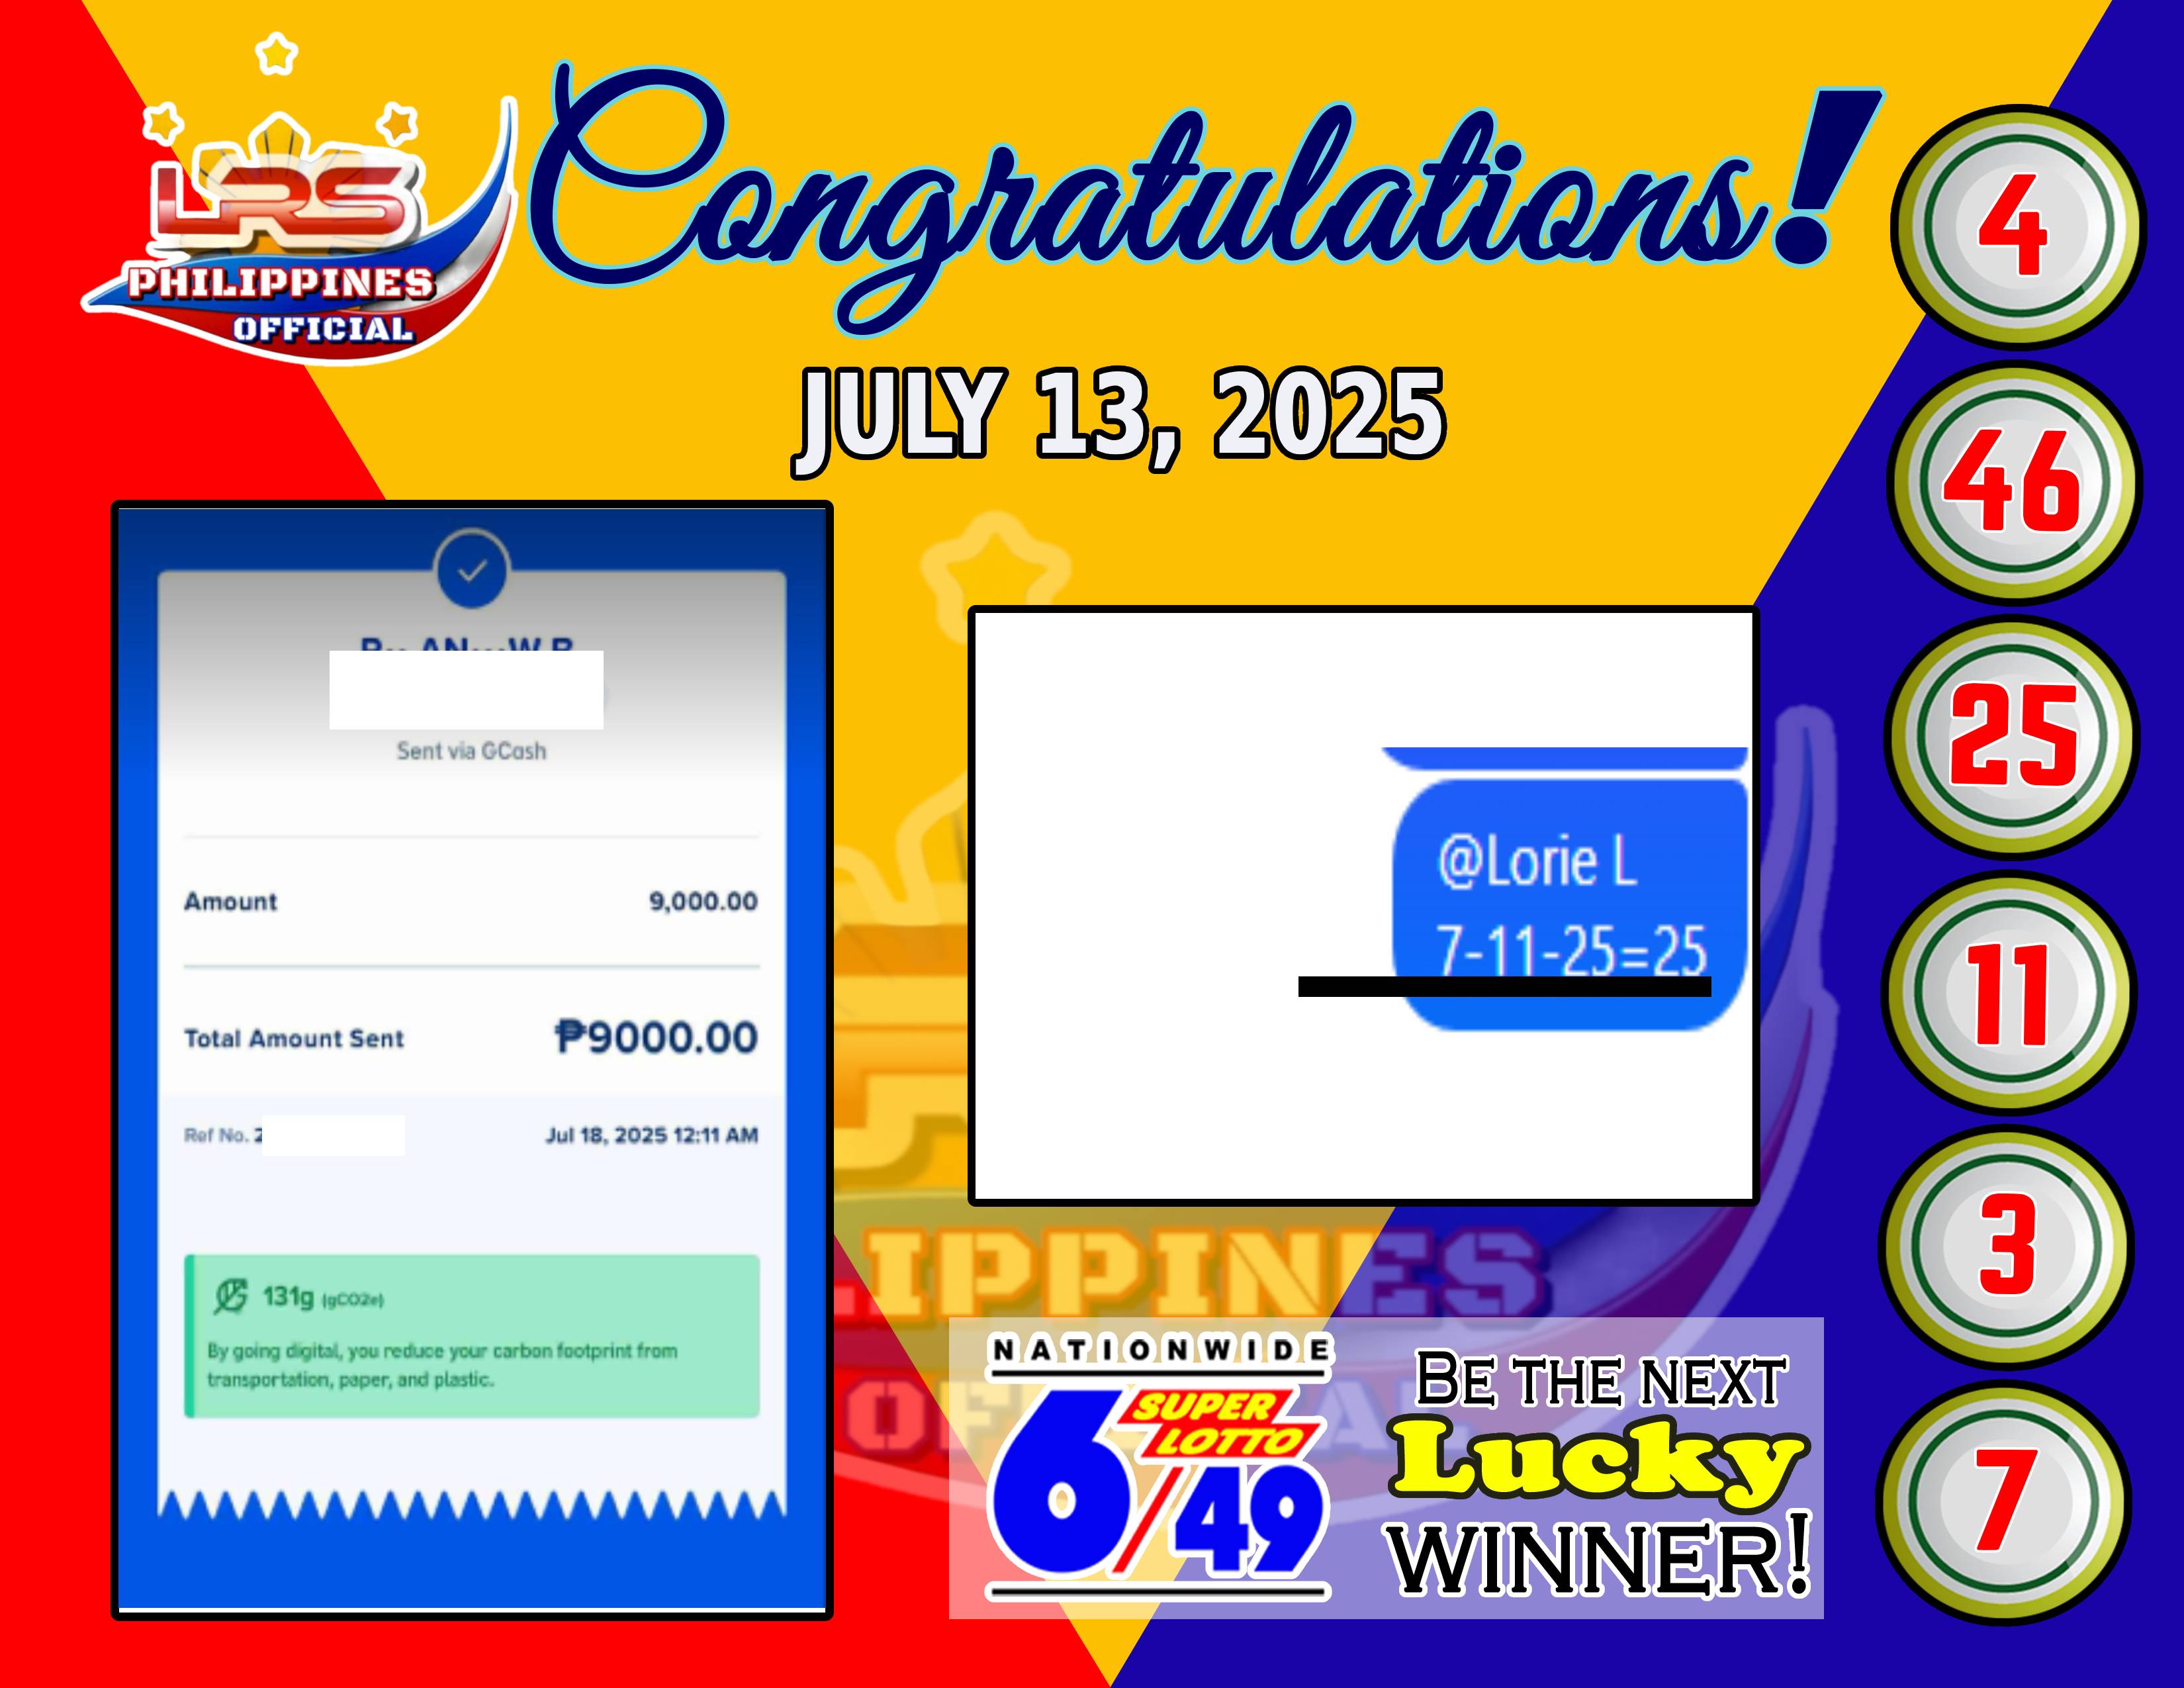 LRS
PHILIPPINES
OFFICIAL
Congratulations!
JULY 13, 2025
Sent via GCash
Amount 9,000.00
Total Amount Sent ₱9000.00
Ref No. 2
Jul 18, 2025 12:11 AM
131g (gCO2e)
By going digital, you reduce your carbon footprint from
transportation, paper, and plastic.
@Lorie L
7-11-25=25
LIPPINES
NATIONWIDE
SUPER
LOTTO
6/49
BE THE NEXT
Lucky
WINNER!
4
46
25
11
3
7